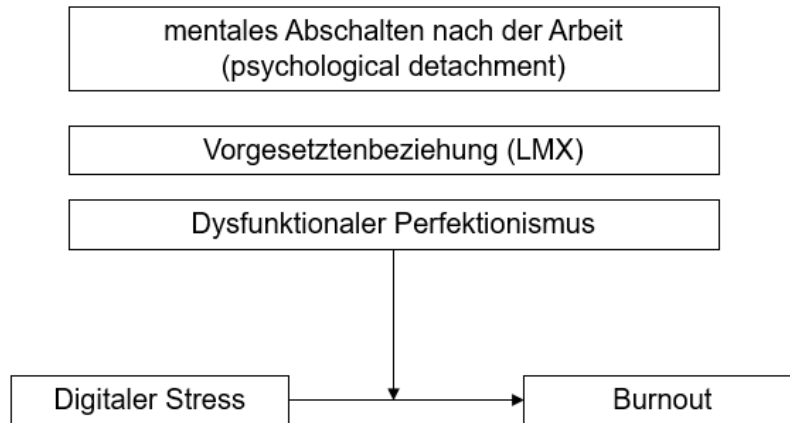 mentales Abschalten nach der Arbeit
(psychological detachment)
Vorgesetztenbeziehung (LMX)
Dysfunktionaler Perfektionismus
Digitaler Stress
Burnout